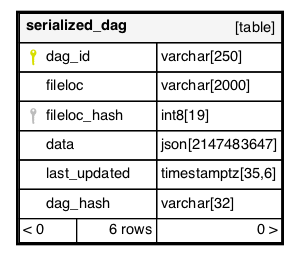 serialized_dag [table]
dag_id varchar[250]
fileloc varchar[2000]
fileloc_hash int8[19]
data json[2147483647]
last_updated timestamptz[35,6]
dag_hash varchar[32]
< 0 6 rows 0 >